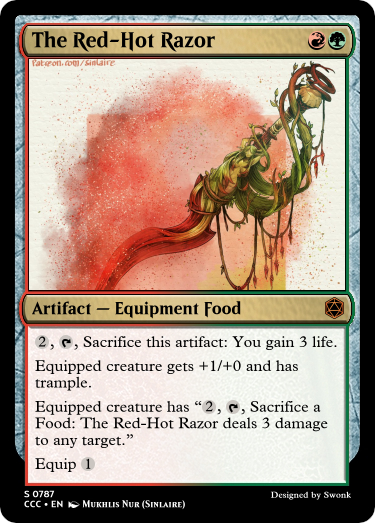 The Red-Hot Razor
Patreon.com/sinlaire
Artifact — Equipment Food
2, , Sacrifice this artifact: You gain 3 life.
Equipped creature gets +1/+0 and has
trample.
Equipped creature has “2, , Sacrifice a
Food: The Red-Hot Razor deals 3 damage
to any target.”
Equip 1
S 0787
CCC • EN Mukhlis Nur (Sinlaire)
Designed by Swonk